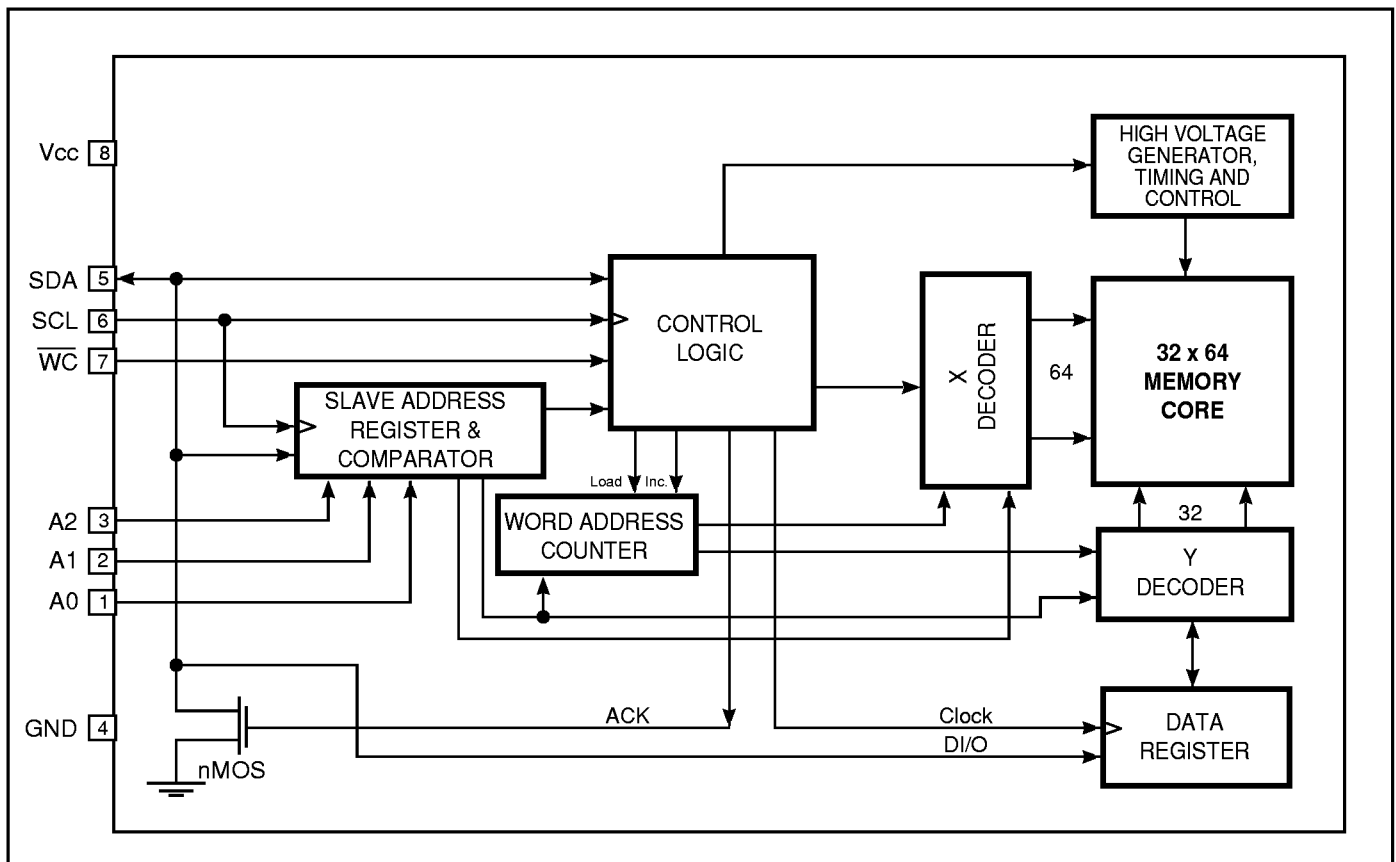 HIGH VOLTAGE
GENERATOR,
TIMING AND
CONTROL
Vcc 8
SDA 5
SCL 6
WC 7
CONTROL
LOGIC
X
DECODER
64
32 x 64
MEMORY
CORE
SLAVE ADDRESS
REGISTER &
COMPARATOR
Load Inc.
A2 3
A1 2
A0 1
WORD ADDRESS
COUNTER
32
Y
DECODER
GND 4
nMOS
ACK
Clock
DI/O
DATA
REGISTER